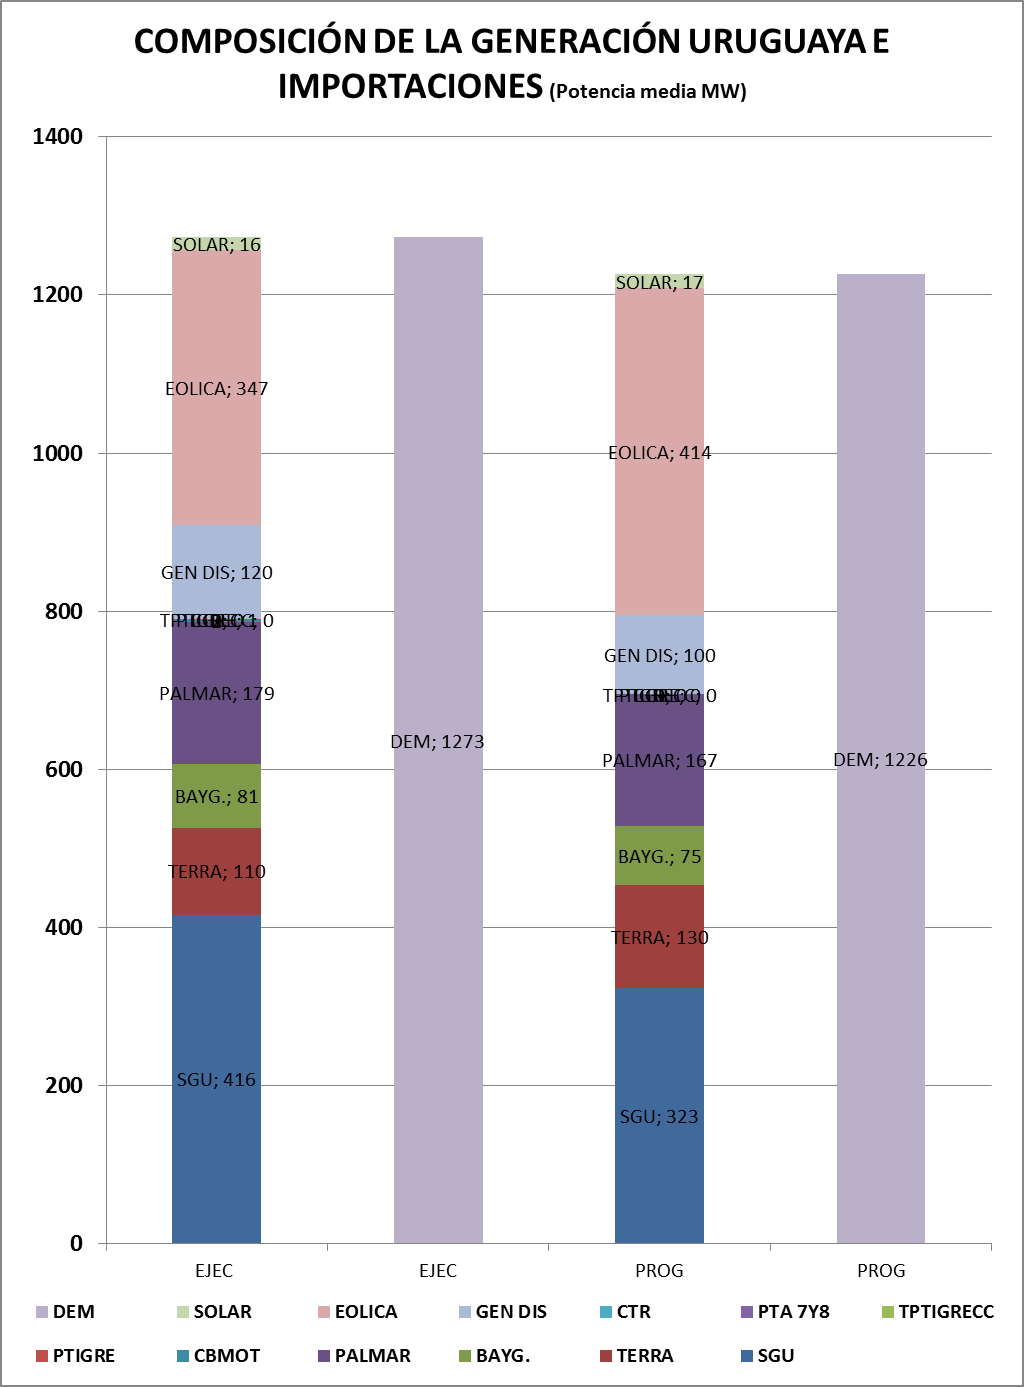 COMPOSICIÓN DE LA GENERACIÓN URUGUAYA E
IMPORTACIONES (Potencia media MW)
1400
1200
1000
800
600
400
200
0
SOLAR; 16
EOLICA; 347
GEN DIS; 120
PALMAR; 179
BAYG.; 81
TERRA; 110
SGU; 416
DEM; 1273
SOLAR; 17
EOLICA; 414
GEN DIS; 100
PALMAR; 167
BAYG.; 75
TERRA; 130
SGU; 323
DEM; 1226
EJEC EJEC PROG PROG
DEM SOLAR EOLICA GEN DIS CTR PTA 7Y8 TPTIGRECC
PTIGRE CBMOT PALMAR BAYG. TERRA SGU